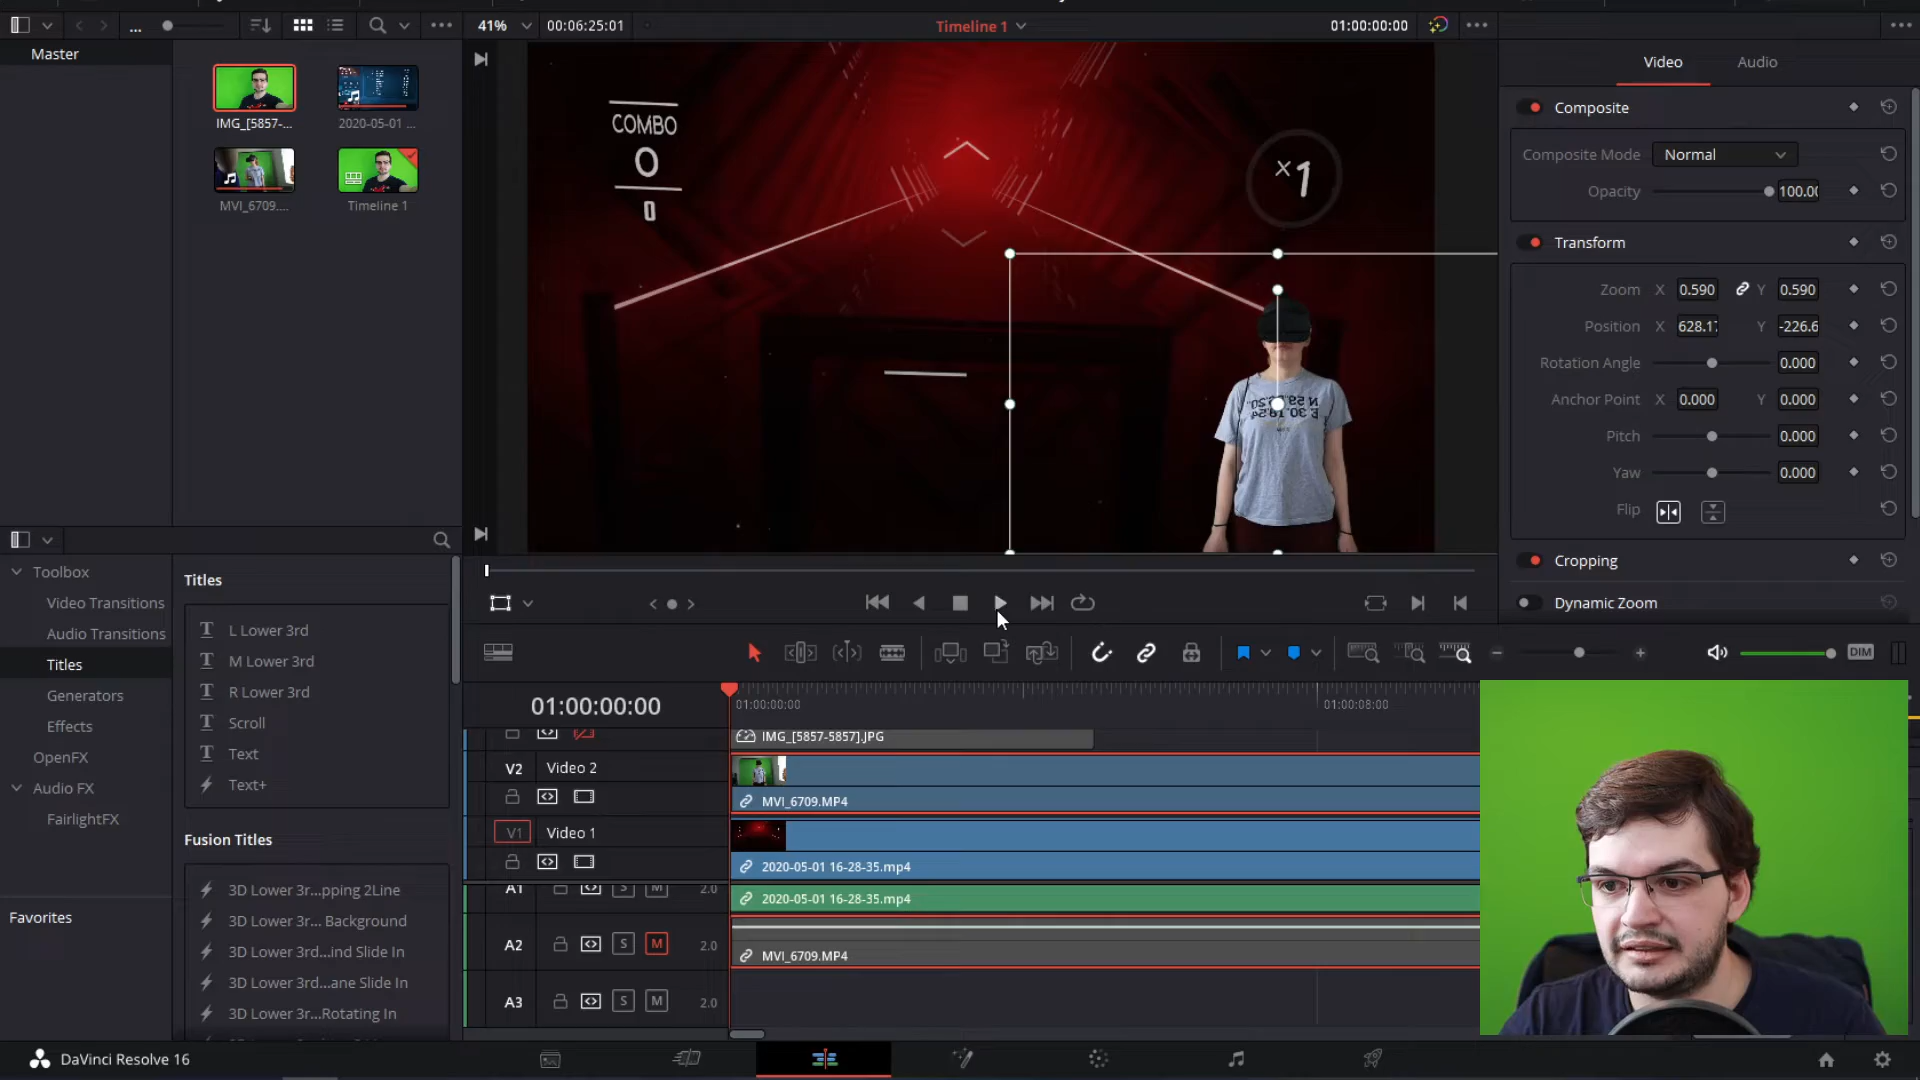 41%
00:06:25:01
Timeline 1
01:00:00:00
Master
IMG_[5857-...
2020-05-01 ...
MVI_6709....
Timeline 1
COMBO
0
0
×1
Video
Audio
Composite
Composite Mode
Normal
Opacity
100.00
Transform
Zoom X 0.590 Y 0.590
Position X 628.17 Y -226.6
Rotation Angle 0.000
Anchor Point X 0.000 Y 0.000
Pitch 0.000
Yaw 0.000
Flip
Cropping
Dynamic Zoom
Toolbox
Video Transitions
Audio Transitions
Titles
Generators
Effects
OpenFX
Audio FX
FairlightFX
Favorites
Titles
L Lower 3rd
M Lower 3rd
R Lower 3rd
Scroll
Text
Text+
Fusion Titles
3D Lower 3r...pping 2Line
3D Lower 3r... Background
3D Lower 3rd...ind Slide In
3D Lower 3rd...ane Slide In
3D Lower 3r...Rotating In
DIM
01:00:00:00
01:00:00:00
01:00:08:00
IMG_[5857-5857].JPG
V2 Video 2
MVI_6709.MP4
V1 Video 1
2020-05-01 16-28-35.mp4
A1 S M 2.0
2020-05-01 16-28-35.mp4
A2 S M 2.0
MVI_6709.MP4
A3 S M 2.0
DaVinci Resolve 16